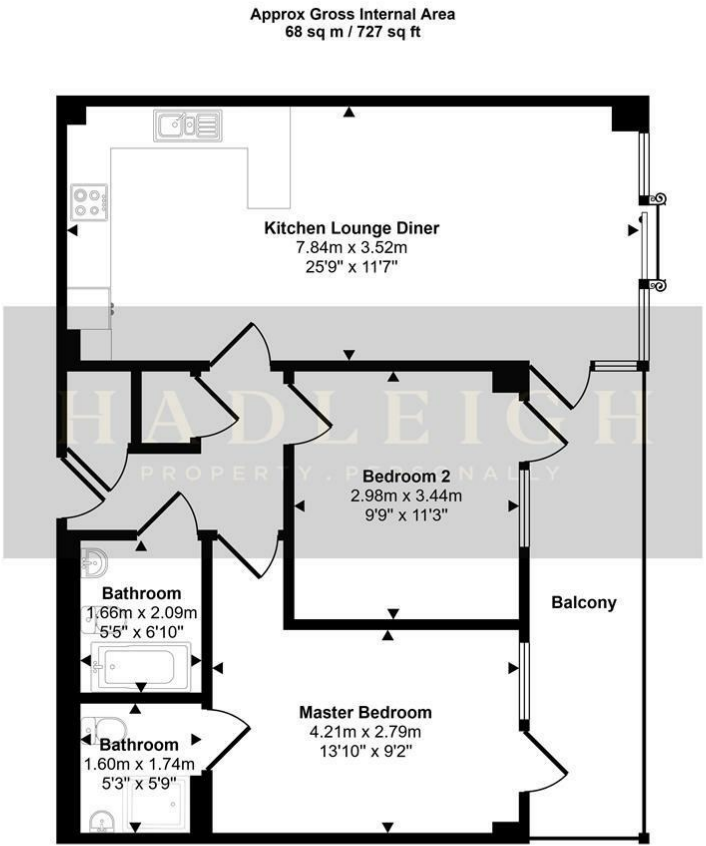 Approx Gross Internal Area
68 sq m / 727 sq ft
Kitchen Lounge Diner
7.84m x 3.52m
25'9" x 11'7"
HADLEIGH
PROPERTY. PERSONALLY
Bedroom 2
2.98m x 3.44m
9'9" x 11'3"
Bathroom
1.66m x 2.09m
5'5" x 6'10"
Balcony
Master Bedroom
4.21m x 2.79m
13'10" x 9'2"
Bathroom
1.60m x 1.74m
5'3" x 5'9"